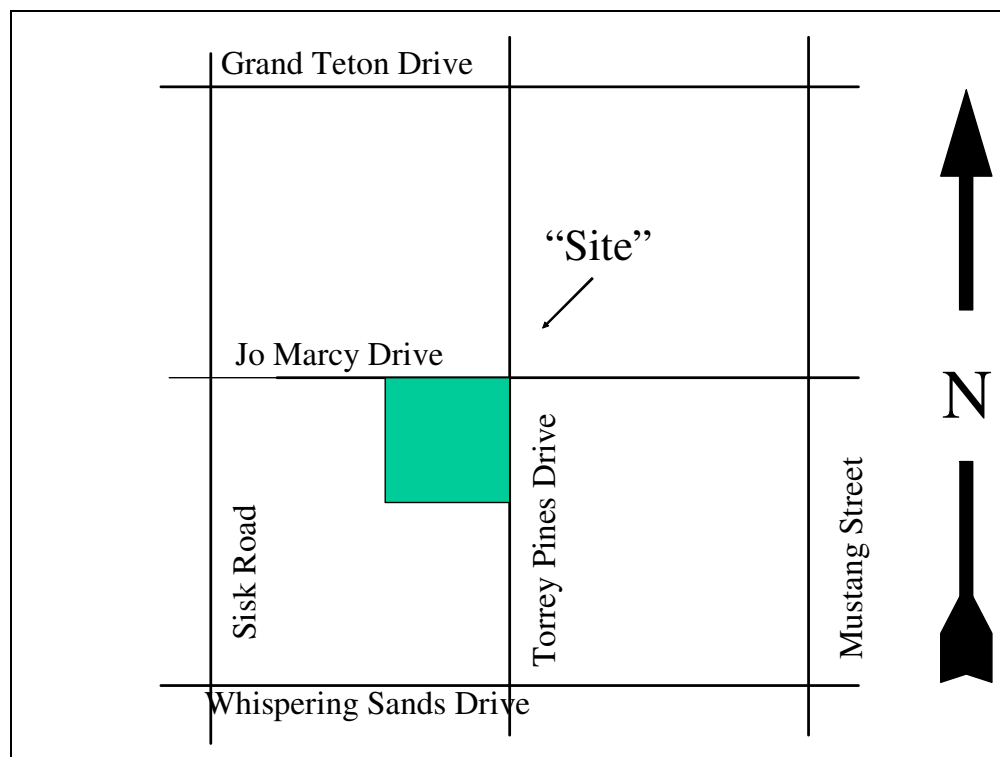 Grand Teton Drive
“Site”
Jo Marcy Drive
N
Torrey Pines Drive
Mustang Street
Sisk Road
Whispering Sands Drive